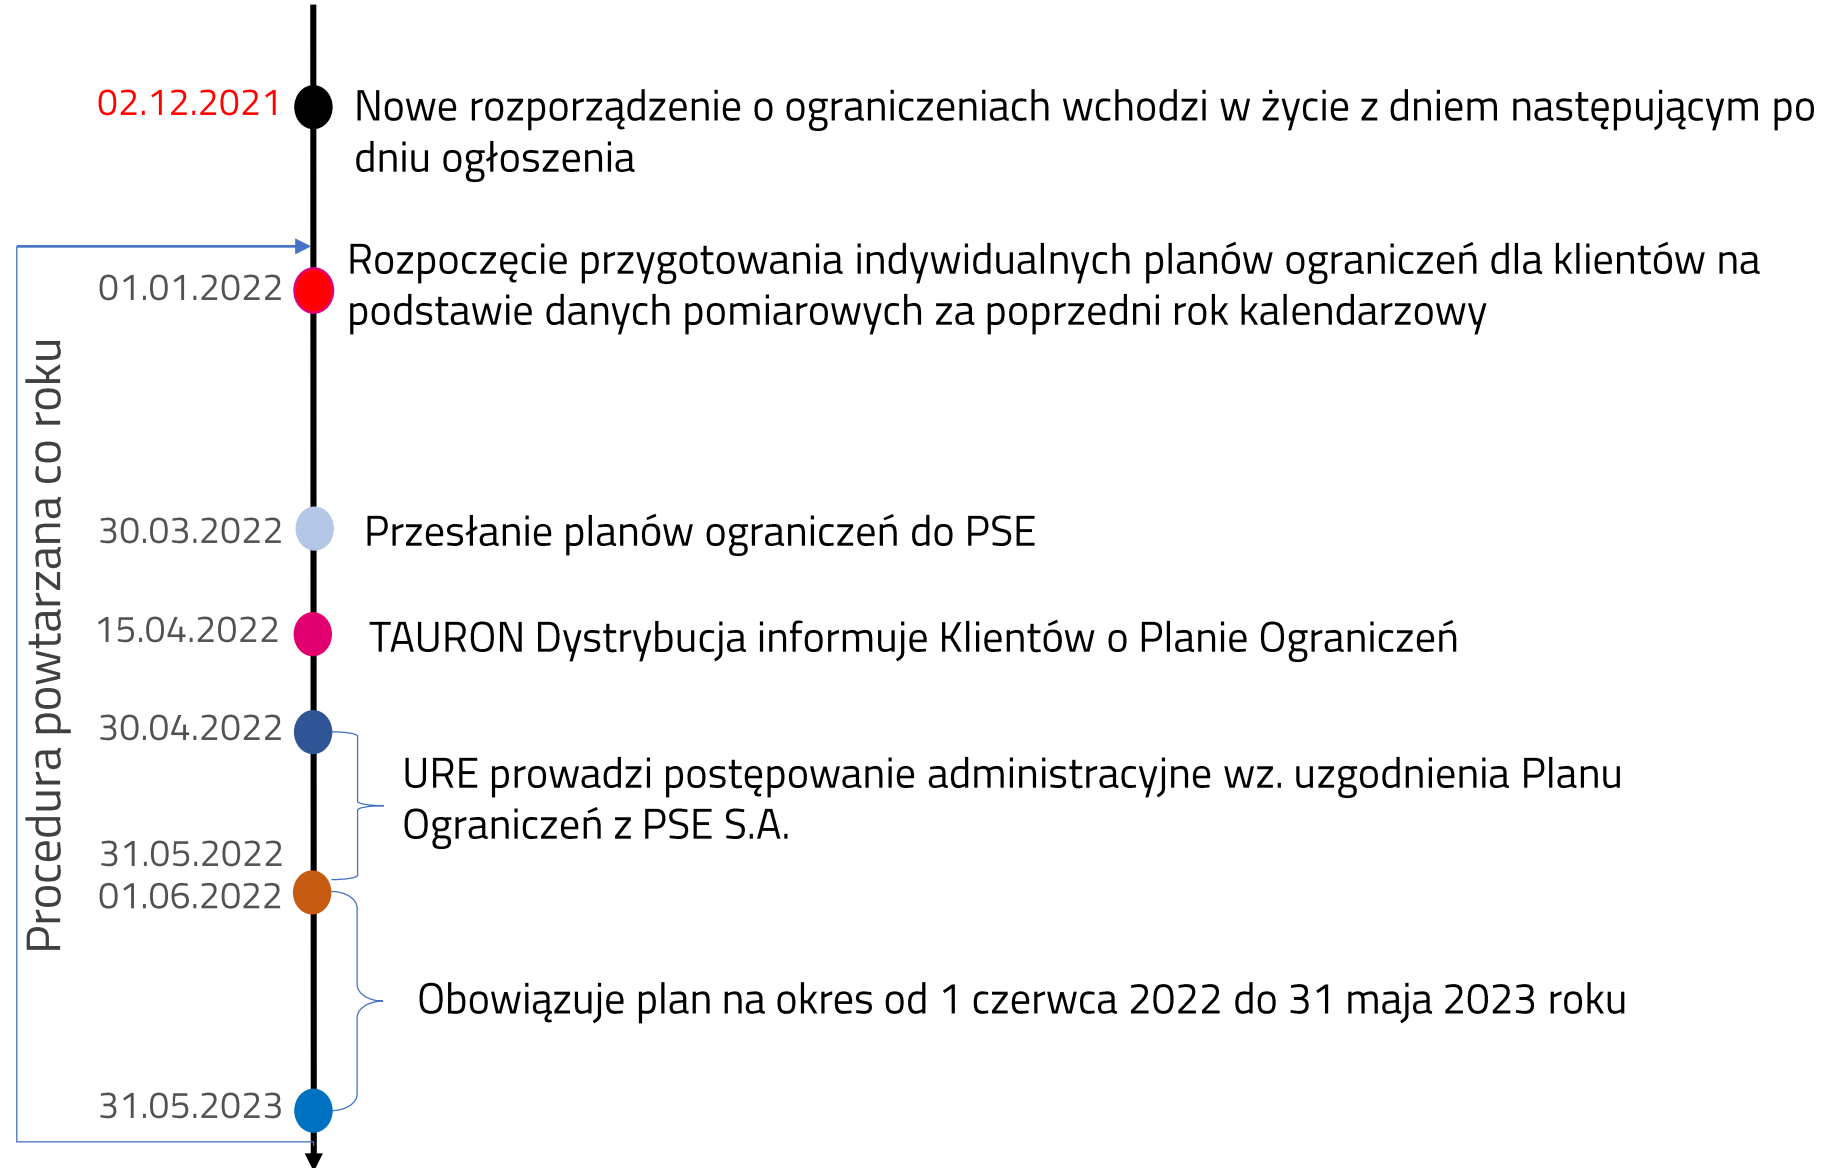 02.12.2021
Nowe rozporządzenie o ograniczeniach wchodzi w życie z dniem następującym po
dniu ogłoszenia
Procedura powtarzana co roku
01.01.2022
Rozpoczęcie przygotowania indywidualnych planów ograniczeń dla klientów na
podstawie danych pomiarowych za poprzedni rok kalendarzowy
30.03.2022
Przesłanie planów ograniczeń do PSE
15.04.2022
TAURON Dystrybucja informuje Klientów o Planie Ograniczeń
30.04.2022
URE prowadzi postępowanie administracyjne wz. uzgodnienia Planu
Ograniczeń z PSE S.A.
31.05.2022
01.06.2022
Obowiązuje plan na okres od 1 czerwca 2022 do 31 maja 2023 roku
31.05.2023